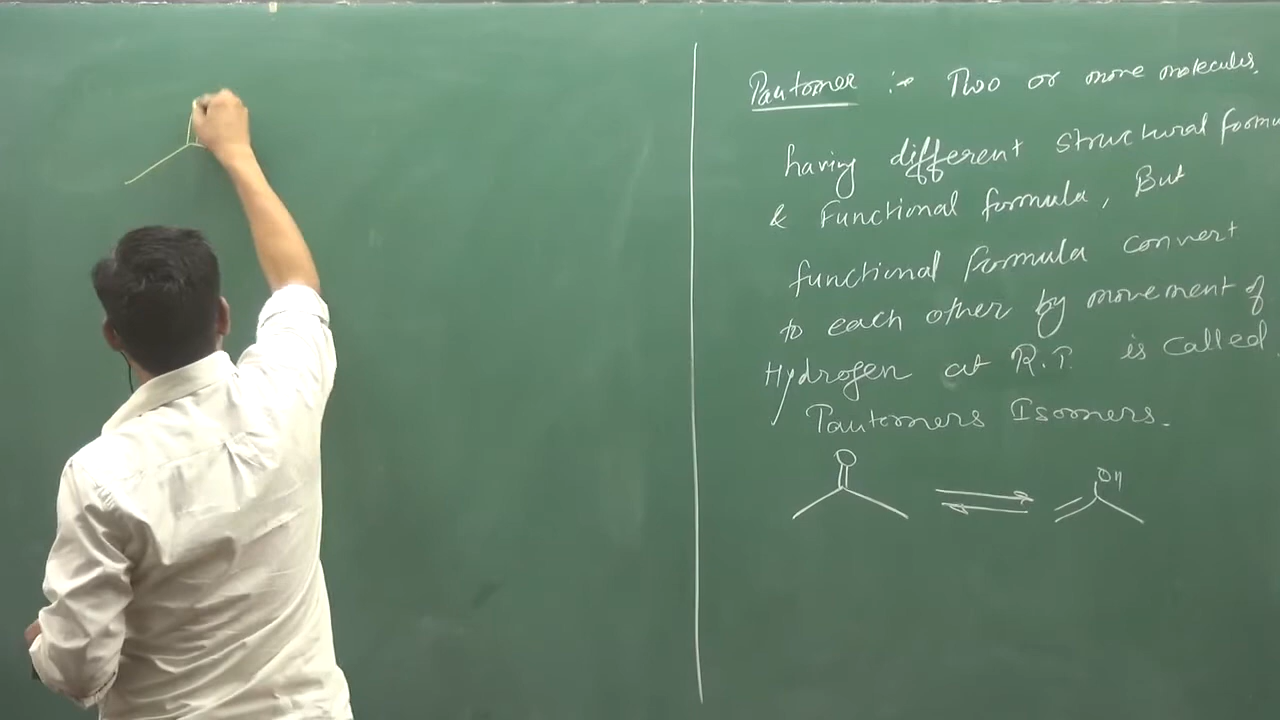 Tautomer :- Two or more molecules.
having different structural formu
& functional formula, But
functional formula convert
to each other by movement of
Hydrogen at R.T. is called
Tautomers Isomers.
O
OH